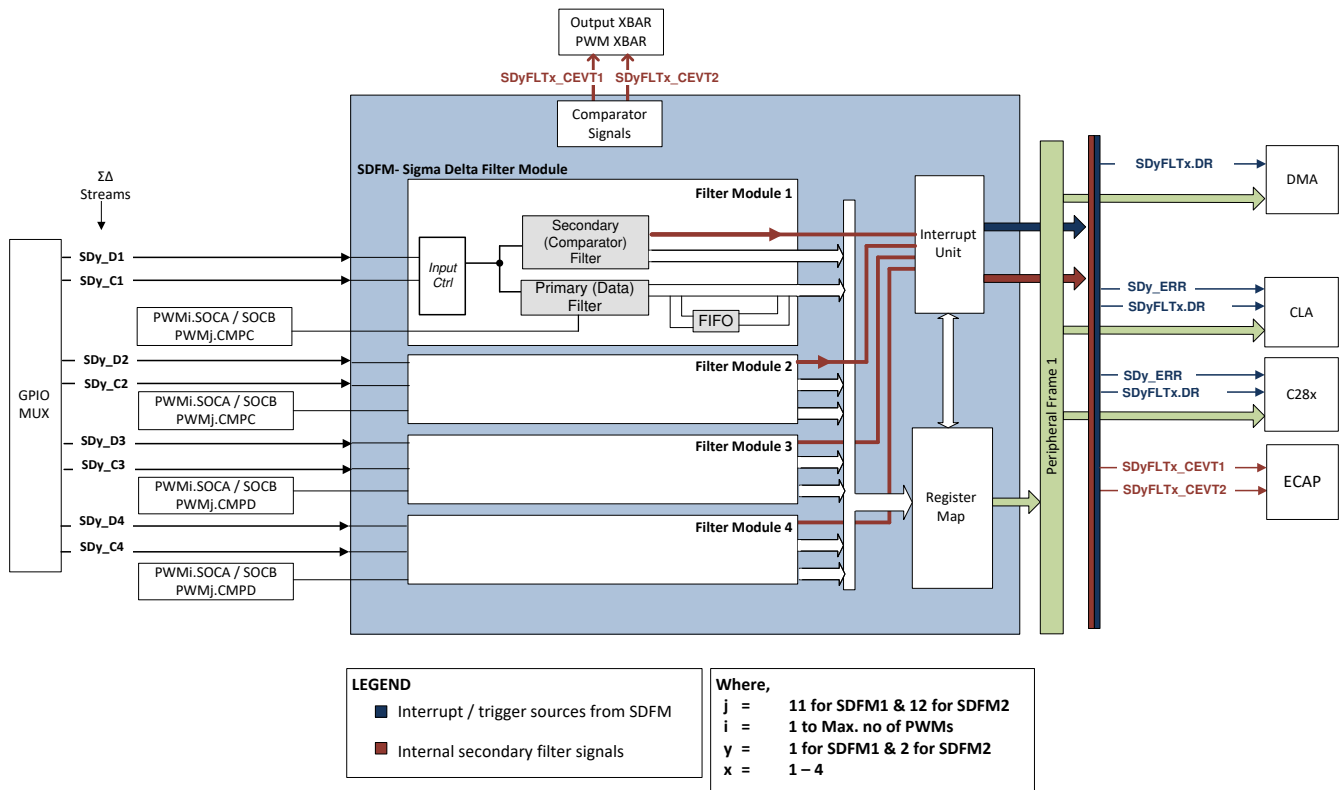 Output XBAR
PWM XBAR
SDyFLTx_CEVT1
SDyFLTx_CEVT2
Comparator
Signals
SDFM- Sigma Delta Filter Module
ΣΔ
Streams
GPIO
MUX
SDy_D1
SDy_C1
PWMi.SOCA / SOCB
PWMj.CMPC
SDy_D2
SDy_C2
PWMi.SOCA / SOCB
PWMj.CMPC
SDy_D3
SDy_C3
PWMi.SOCA / SOCB
PWMj.CMPD
SDy_D4
SDy_C4
PWMi.SOCA / SOCB
PWMj.CMPD
Filter Module 1
Input
Ctrl
Secondary
(Comparator)
Filter
Primary (Data)
Filter
FIFO
Filter Module 2
Filter Module 3
Filter Module 4
Interrupt
Unit
Register
Map
Peripheral Frame 1
SDyFLTx.DR
DMA
SDy_ERR
SDyFLTx.DR
CLA
SDy_ERR
SDyFLTx.DR
C28x
SDyFLTx_CEVT1
SDyFLTx_CEVT2
ECAP
LEGEND
Interrupt / trigger sources from SDFM
Internal secondary filter signals
Where,
j = 11 for SDFM1 & 12 for SDFM2
i = 1 to Max. no of PWMs
y = 1 for SDFM1 & 2 for SDFM2
x = 1 – 4